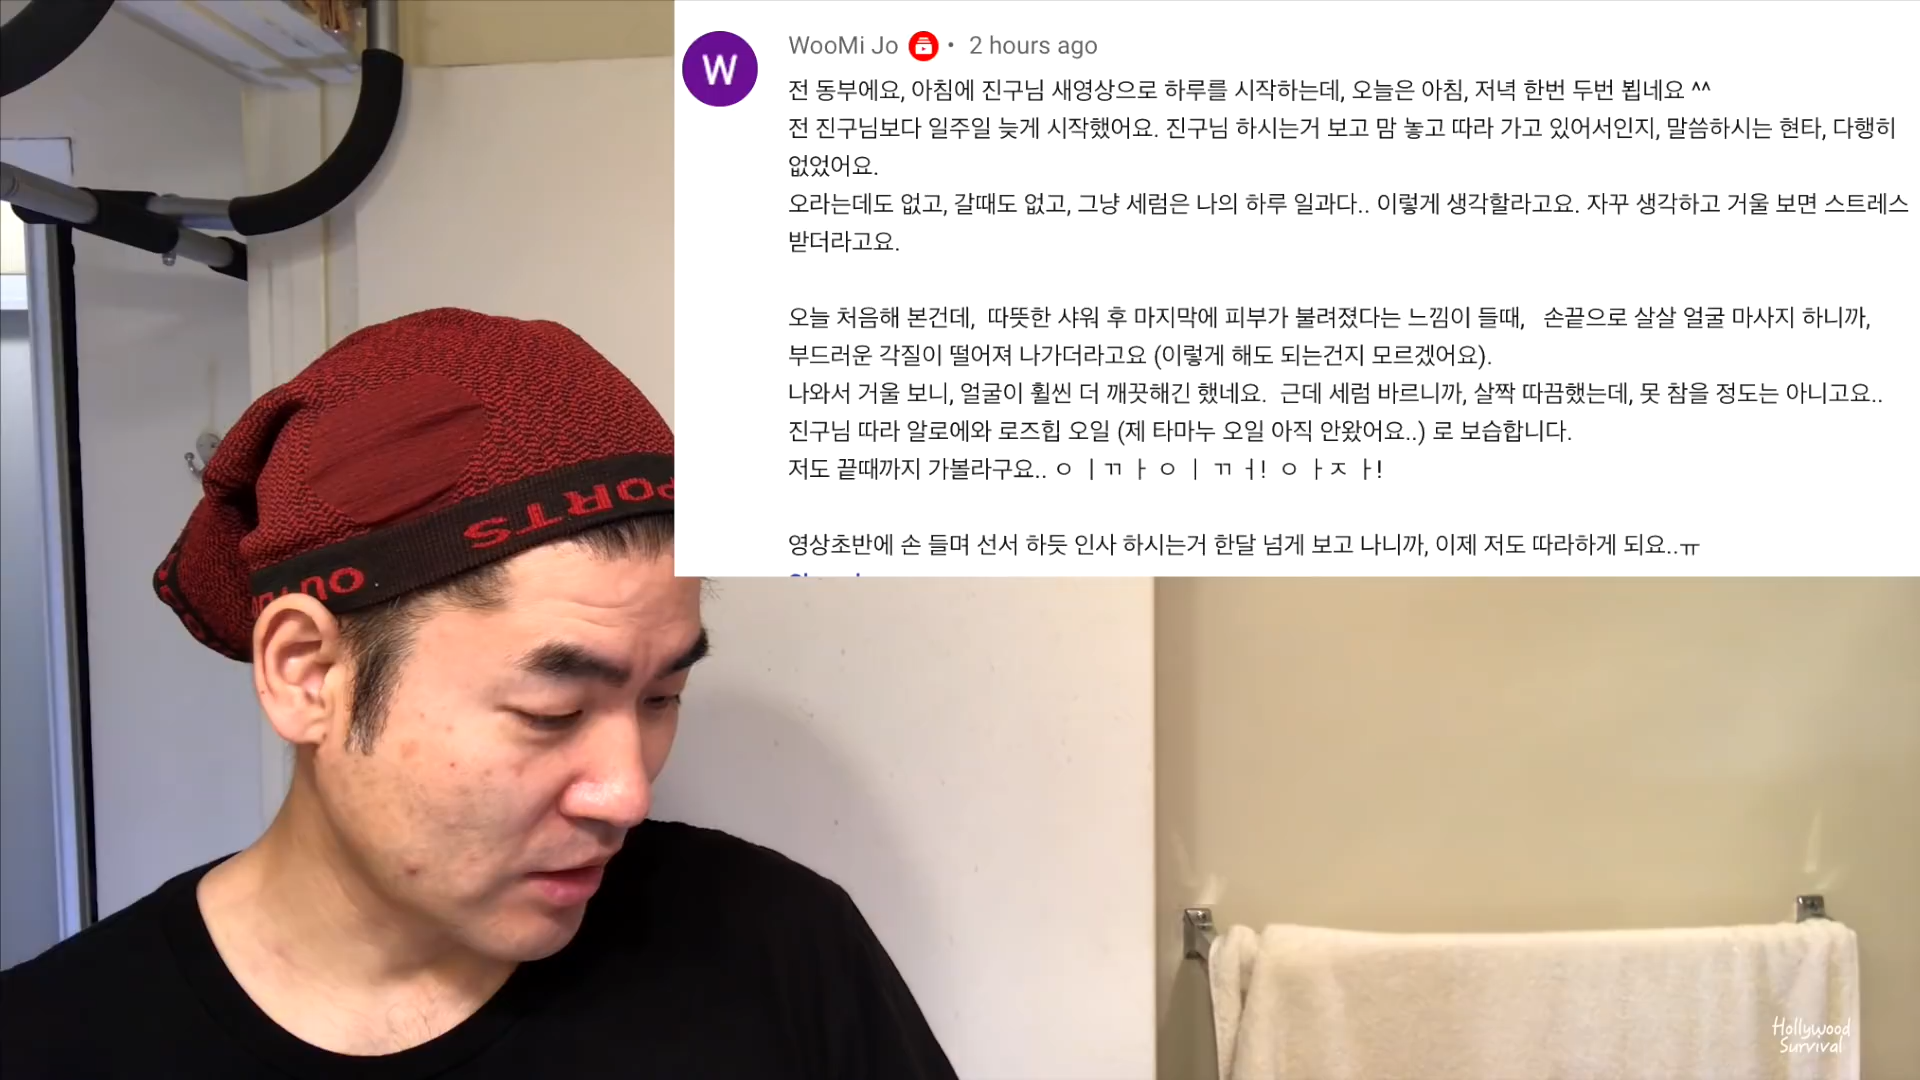 W
WooMi Jo • 2 hours ago
전 동부에요, 아침에 진구님 새영상으로 하루를 시작하는데, 오늘은 아침, 저녁 한번 두번 뵙네요 ^^
전 진구님보다 일주일 늦게 시작했어요. 진구님 하시는거 보고 맘 놓고 따라 가고 있어서인지, 말씀하시는 현타, 다행히
없었어요.
오라는데도 없고, 갈때도 없고, 그냥 세럼은 나의 하루 일과다.. 이렇게 생각할라고요. 자꾸 생각하고 거울 보면 스트레스
받더라고요.
오늘 처음해 본건데, 따뜻한 샤워 후 마지막에 피부가 불려졌다는 느낌이 들때, 손끝으로 살살 얼굴 마사지 하니까,
부드러운 각질이 떨어져 나가더라고요 (이렇게 해도 되는건지 모르겠어요).
나와서 거울 보니, 얼굴이 훨씬 더 깨끗해긴 했네요. 근데 세럼 바르니까, 살짝 따끔했는데, 못 참을 정도는 아니고요..
진구님 따라 알로에와 로즈힙 오일 (제 타마누 오일 아직 안왔어요..) 로 보습합니다.
저도 끝때까지 가볼라구요.. ㅇ ㅣㄲ ㅏ ㅇ ㅣ ㄲ ㅓ! ㅇ ㅏ ㅈ ㅏ!
영상초반에 손 들며 선서 하듯 인사 하시는거 한달 넘게 보고 나니까, 이제 저도 따라하게 되요..ㅠ
PORTS
OUT
Hollywood
Survival